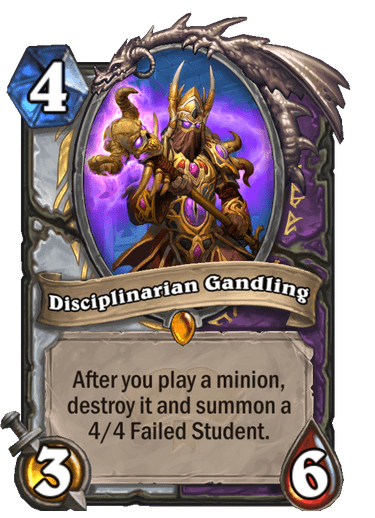 4
Disciplinarian Gandling
After you play a minion,
destroy it and summon a
4/4 Failed Student.
3
6